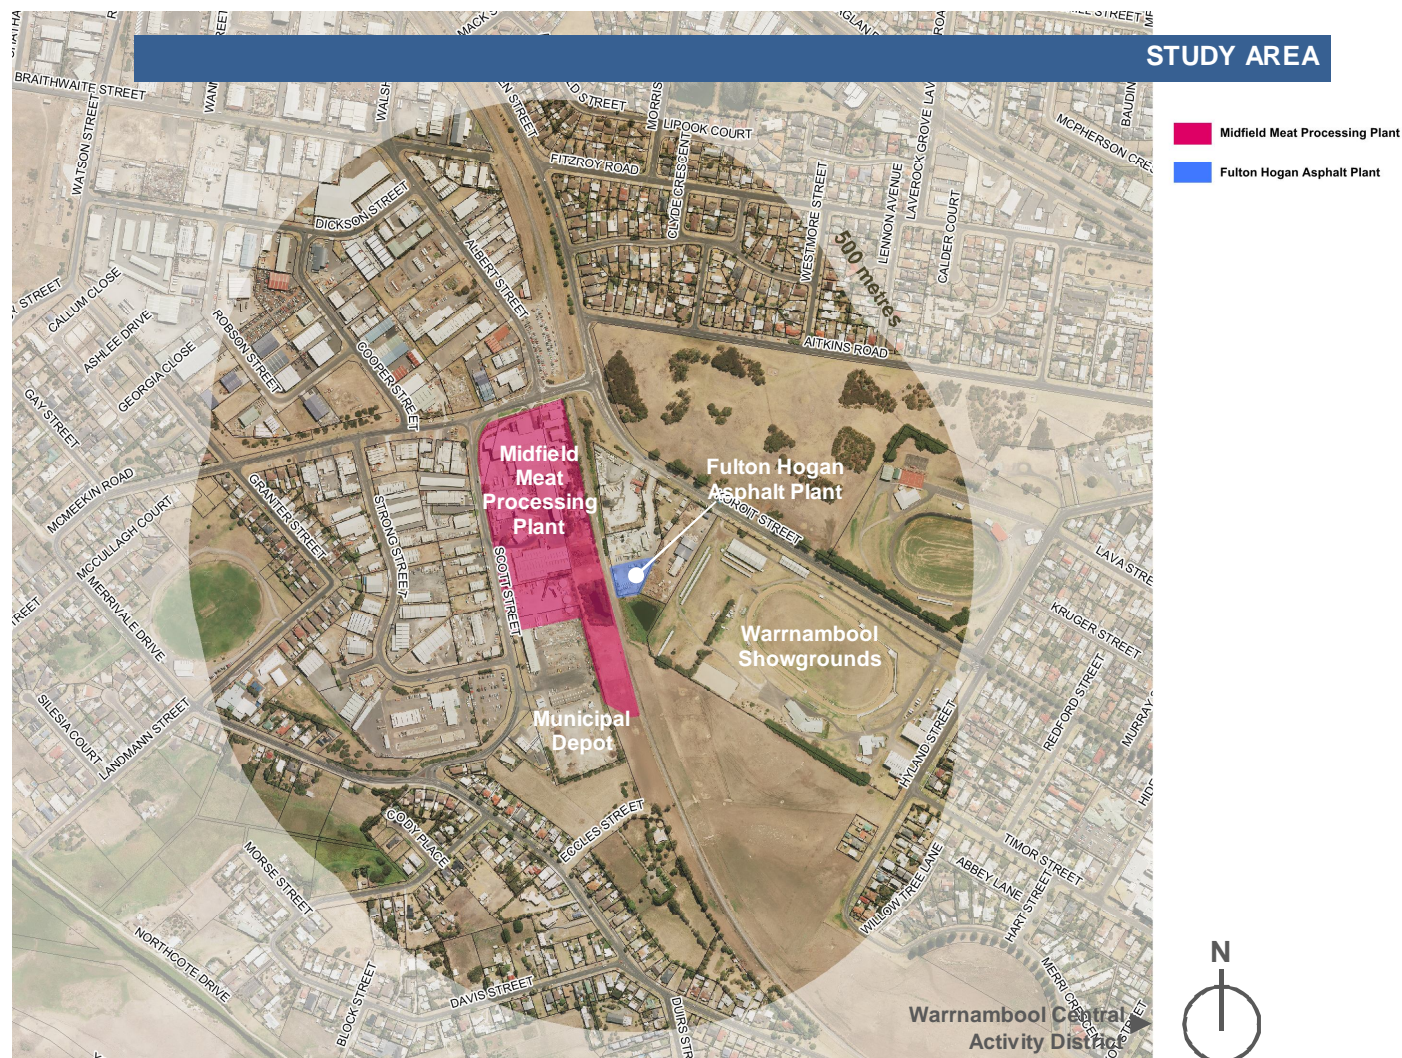 STUDY AREA
Midfield Meat Processing Plant
Fulton Hogan Asphalt Plant
BRAITHWAITE STREET
WATSON STREET
LIPOOK COURT
MCPHERSON
FITZROY ROAD
CLYDE CRESCENT
WESTMORE STREET
LENNON AVENUE
LAVEROCK GROVE
CALDER COURT
DICKSON STREET
ALBERT STREET
500 metres
CALLUM CLOSE
ASHLEE DRIVE
GEORGIA CLOSE
ROBSON STREET
COOPER STREET
AITKINS ROAD
GAY STREET
MCMEEKIN ROAD
MCCULLAGH COURT
MERRIVALE DRIVE
GRANTER STREET
STRONG STREET
SCOTT STREET
Midfield
Meat
Processing
Plant
Fulton Hogan
Asphalt Plant
STREET
LAVA STRE
KRUGER STREET
REDFORD STREET
MURRAY
Warrnambool
Showgrounds
Municipal
Depot
SILESIA COURT
LANDMANN STREET
HYLAND STREET
CODY PLACE
ECCLES STREET
MORSE STREET
WILLOW TREE LANE
ABBEY LANE
TIMOR STREET
HART STREET
NORTHCOTE DRIVE
BLOCK STREET
DAVIS STREET
DUIRS STR
Warrnambool Central
Activity District
N